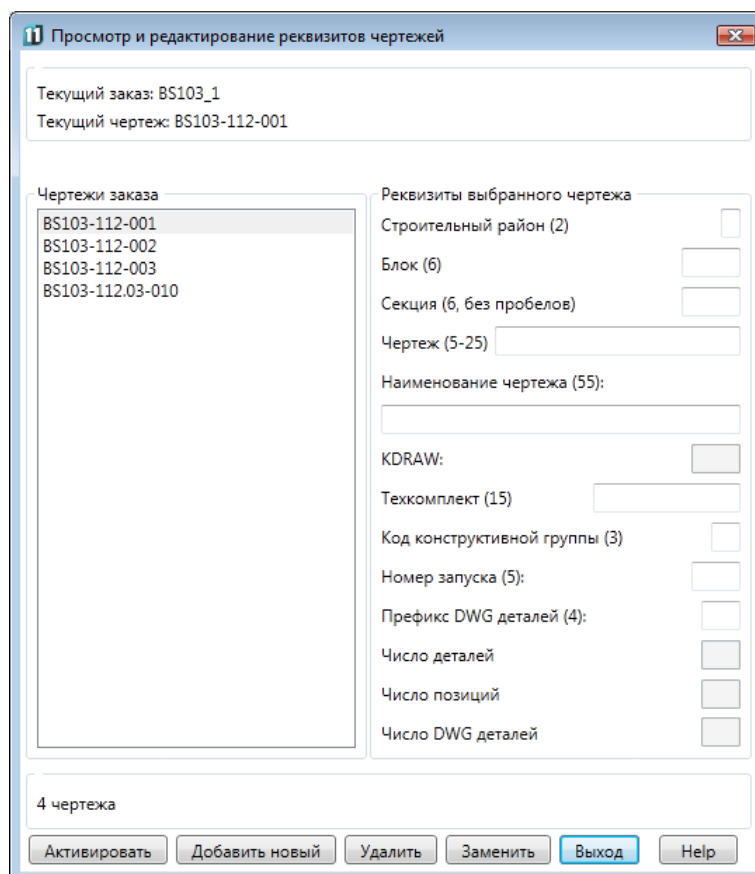 Просмотр и редактирование реквизитов чертежей
Текущий заказ: BS103_1
Текущий чертеж: BS103-112-001
Чертежи заказа
BS103-112-001
BS103-112-002
BS103-112-003
BS103-112.03-010
Реквизиты выбранного чертежа
Строительный район (2)
Блок (6)
Секция (6, без пробелов)
Чертеж (5-25)
Наименование чертежа (55):
KDRAW:
Техкомплект (15)
Код конструктивной группы (3)
Номер запуска (5):
Префикс DWG деталей (4):
Число деталей
Число позиций
Число DWG деталей
4 чертежа
Активировать Добавить новый Удалить Заменить Выход Help